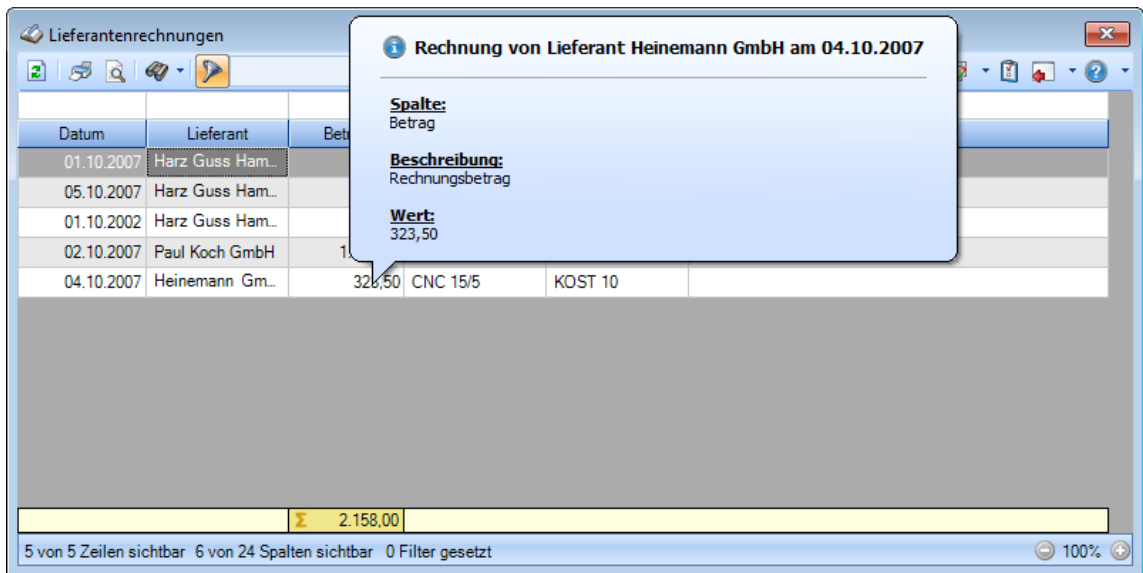 Lieferantenrechnungen
Rechnung von Lieferant Heinemann GmbH am 04.10.2007
Spalte:
Betrag
Beschreibung:
Rechnungsbetrag
Wert:
323,50
Datum Lieferant
01.10.2007 Harz Guss Ham...
05.10.2007 Harz Guss Ham...
01.10.2002 Harz Guss Ham...
02.10.2007 Paul Koch GmbH
04.10.2007 Heinemann Gm... 323,50 CNC 15/5 KOST 10
Σ 2.158,00
5 von 5 Zeilen sichtbar 6 von 24 Spalten sichtbar 0 Filter gesetzt 100%